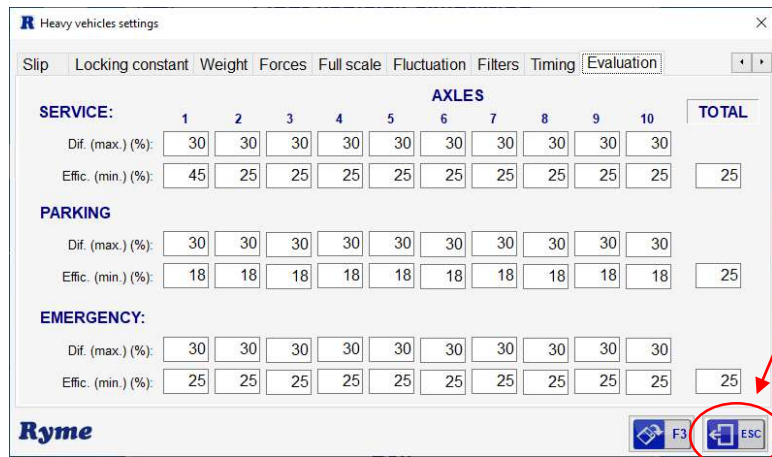 R Heavy vehicles settings
Slip Locking constant Weight Forces Full scale Fluctuation Filters Timing Evaluation
AXLES
SERVICE: 1 2 3 4 5 6 7 8 9 10 TOTAL
Dif. (max.) (%): 30 30 30 30 30 30 30 30 30 30
Effic. (min.) (%): 45 25 25 25 25 25 25 25 25 25 25
PARKING
Dif. (max.) (%): 30 30 30 30 30 30 30 30 30 30
Effic. (min.) (%): 18 18 18 18 18 18 18 18 18 18 25
EMERGENCY:
Dif. (max.) (%): 30 30 30 30 30 30 30 30 30 30
Effic. (min.) (%): 25 25 25 25 25 25 25 25 25 25 25
Ryme F3 ESC